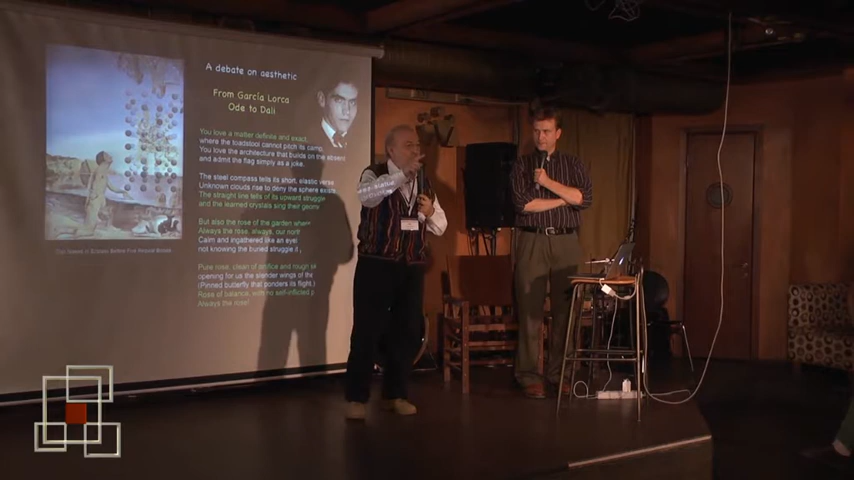 A debate on aesthetic
From García Lorca
Ode to Dali
You love a matter definite and exact,
where the toadstool cannot pitch its camp.
You love the architecture that builds on the absent
and admit the flag simply as a joke.
The steel compass tells its short, elastic verse.
Unknown clouds rise to deny the sphere exists.
The straight line tells of its upward struggle
and the learned crystals sing their geome
But also the rose of the garden where
Always the rose, always, our north
Calm and ingathered like an eye
not knowing the buried struggle
Pure rose, clean of artifice and rough
opening for us the slender wings of the
(Pinned butterfly that ponders its flight.)
Rose of balance, with no self-inflicted p
Always the rose!